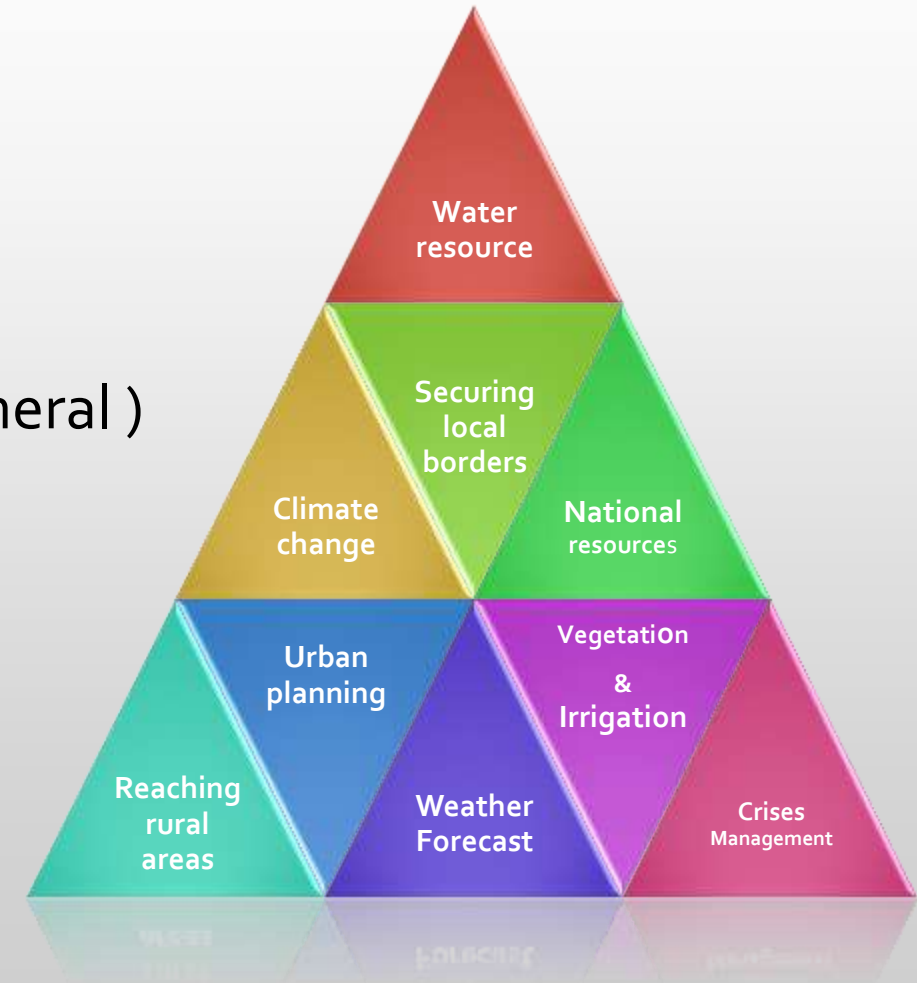 Water
resource
neral )
Securing
local
borders
Climate
change
National
resources
Urban
planning
Vegetation
&
Irrigation
Reaching
rural
areas
Weather
Forecast
Crises
Management